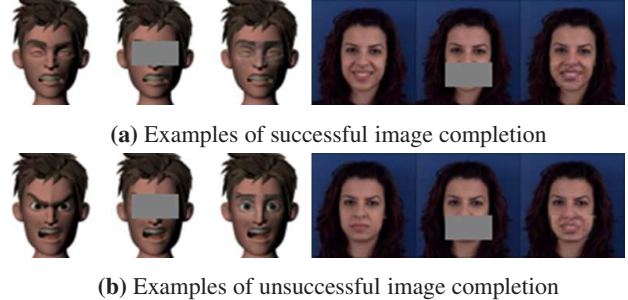 (a) Examples of successful image completion
(b) Examples of unsuccessful image completion